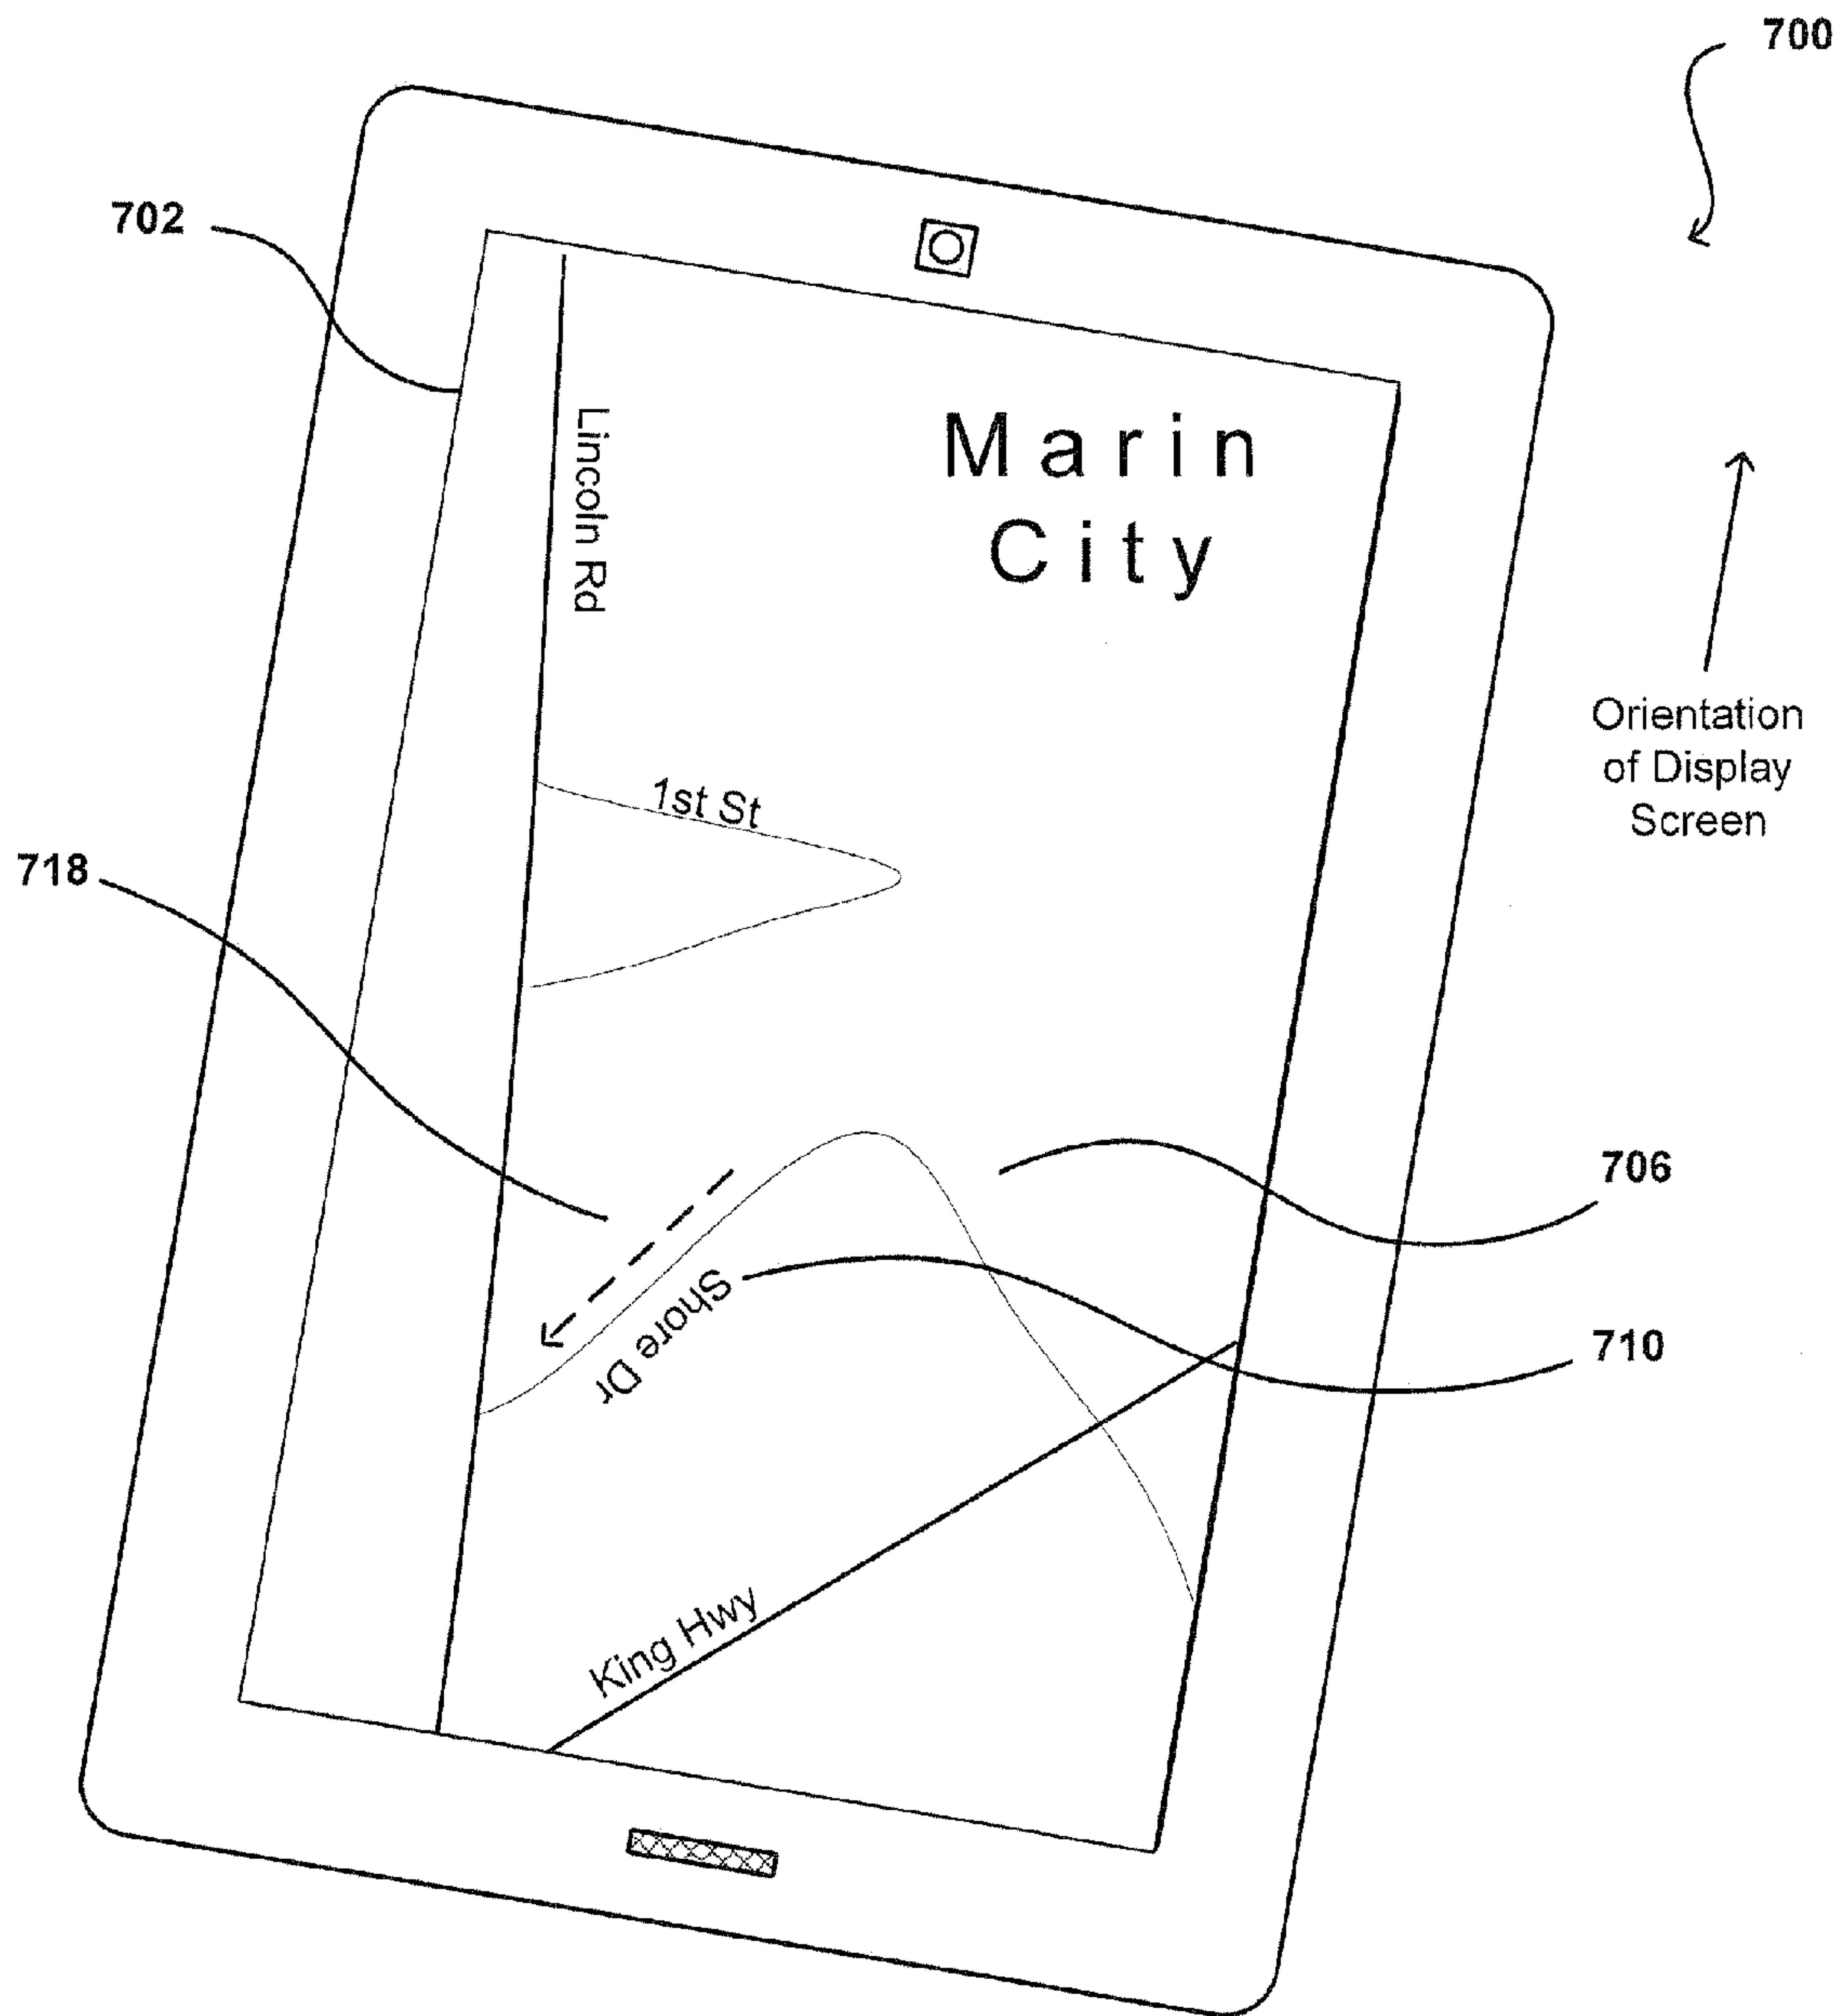 700
702
Marin
City
Lincoln Rd
Orientation
of Display
Screen
1st St
718
706
Shore Dr
710
King Hwy